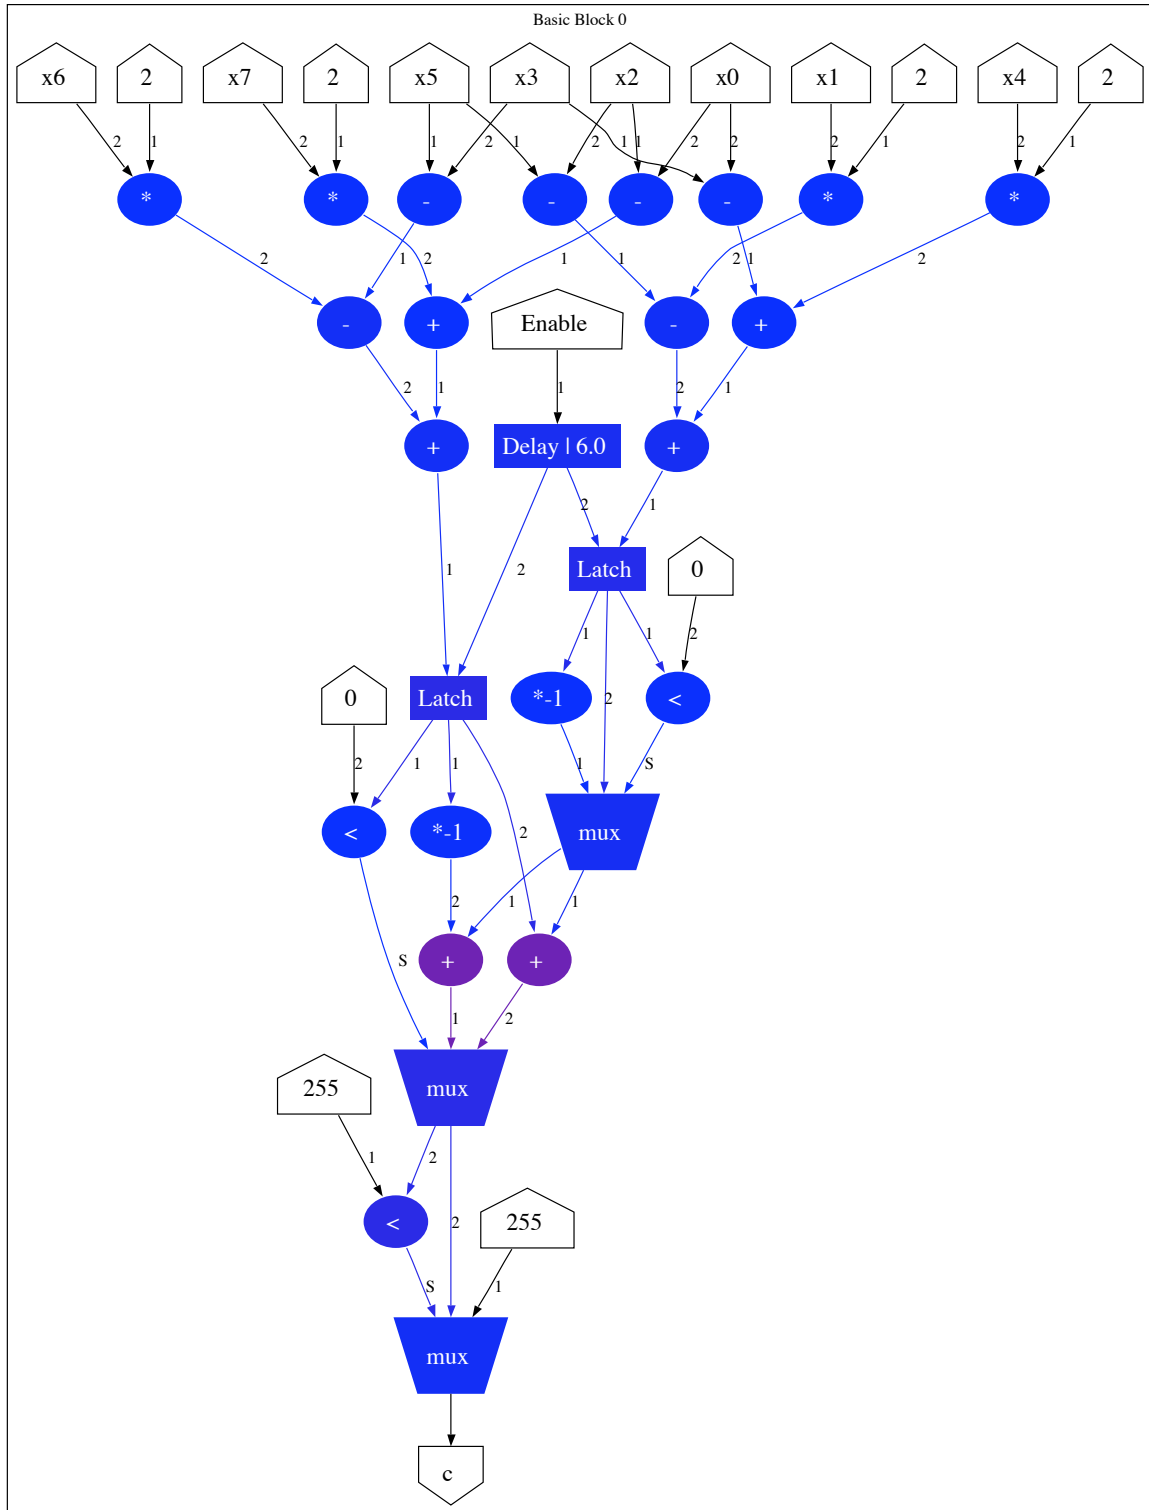 Basic Block 0
x6 2 x7 2 x5 x3 x2 x0 x1 2 x4 2
2 1 2 1 1 2 1 2 1 1 2 2 2 1 2 1
* * - - - - * *
2 1 2 1 1 2 1 2
- + Enable - +
2 1 1 2 1
+ Delay | 6.0 +
1 2 2 1
Latch 0
1 2 1 2
0 Latch *-1 <
2 1 1 2 1 S
< *-1 mux
S 2 1 1
+ +
1 2
255 mux
1 2 2
< 255
S 1
mux
c